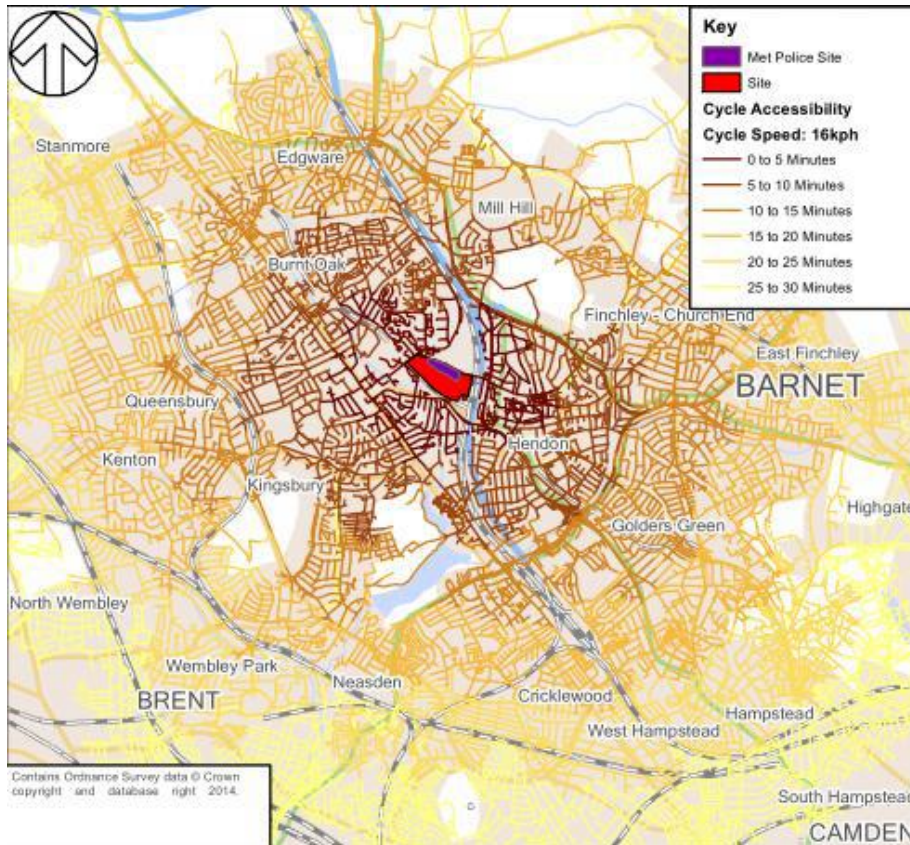 Key
Met Police Site
Site
Cycle Accessibility
Cycle Speed: 16kph
0 to 5 Minutes
5 to 10 Minutes
10 to 15 Minutes
15 to 20 Minutes
20 to 25 Minutes
25 to 30 Minutes
Stanmore
Edgware
Mill Hill
Burnt Oak
Finchley - Church End
East Finchley
BARNET
Queensbury
Hendon
Kenton
Kingsbury
Highgate
Golders Green
North Wembley
Wembley Park
Neasden
BRENT
Cricklewood
West Hampstead
Hampstead
South Hampstead
CAMDEN
Contains Ordnance Survey data © Crown
copyright and database right 2014.